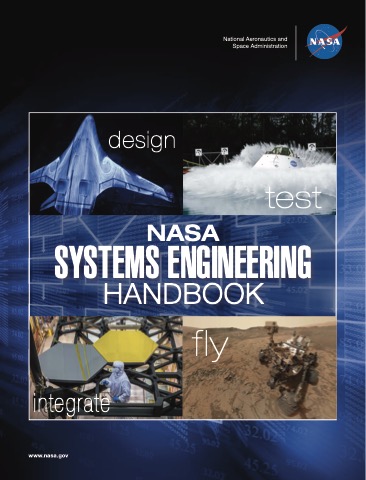 National Aeronautics and
Space Administration
NASA
design
test
NASA
SYSTEMS ENGINEERING
HANDBOOK
fly
integrate
www.nasa.gov